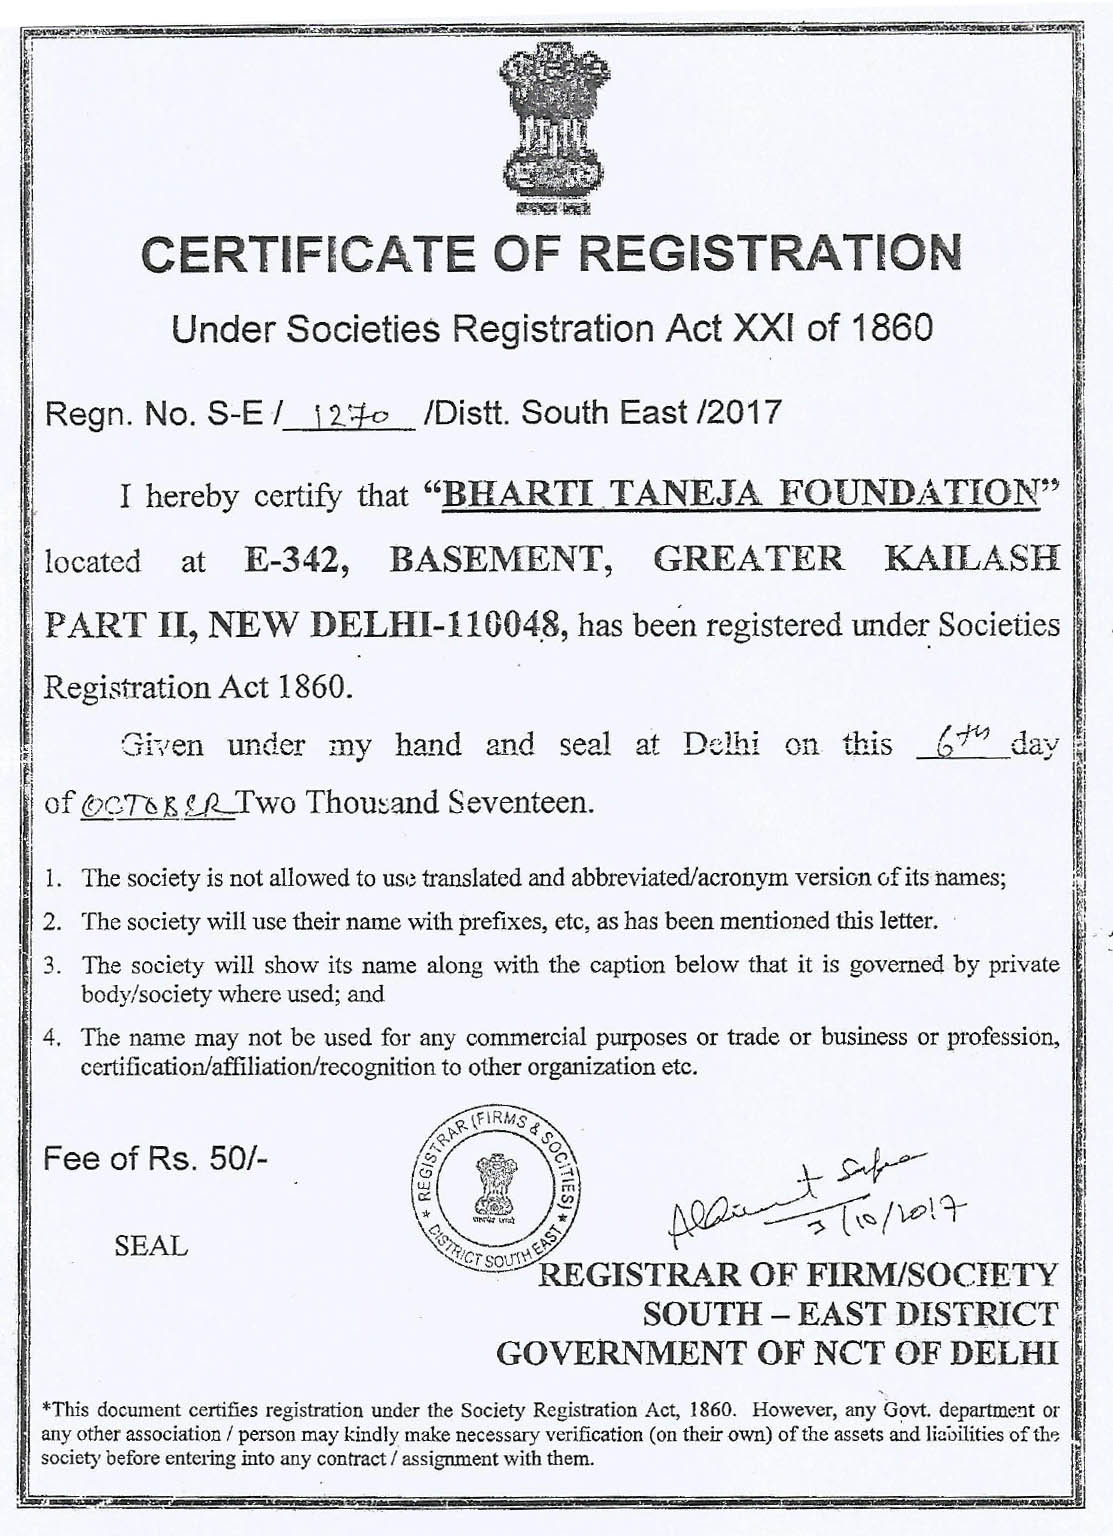 CERTIFICATE OF REGISTRATION
Under Societies Registration Act XXI of 1860
Regn. No. S-E / 1270 /Distt. South East /2017
I hereby certify that “BHARTI TANEJA FOUNDATION”
located at E-342, BASEMENT, GREATER KAILASH
PART II, NEW DELHI-110048, has been registered under Societies
Registration Act 1860.
Given under my hand and seal at Delhi on this 6th day
of OCTOBER Two Thousand Seventeen.
1. The society is not allowed to use translated and abbreviated/acronym version of its names;
2. The society will use their name with prefixes, etc, as has been mentioned this letter.
3. The society will show its name along with the caption below that it is governed by private
body/society where used; and
4. The name may not be used for any commercial purposes or trade or business or profession,
certification/affiliation/recognition to other organization etc.
REGISTRAR (FIRMS & SOCITIES)
★ DISTRICT SOUTH EAST ★
Fee of Rs. 50/-
SEAL
3/10/2017
REGISTRAR OF FIRM/SOCIETY
SOUTH – EAST DISTRICT
GOVERNMENT OF NCT OF DELHI
*This document certifies registration under the Society Registration Act, 1860. However, any Govt. department or
any other association / person may kindly make necessary verification (on their own) of the assets and liabilities of the
society before entering into any contract / assignment with them.